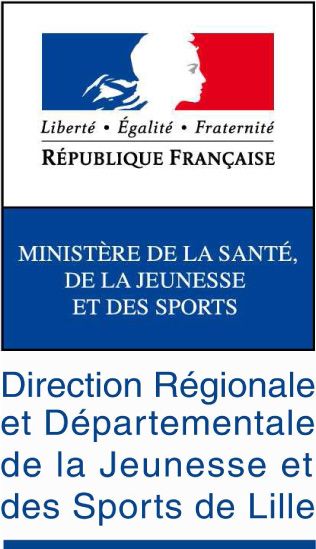 Liberté • Égalité • Fraternité
RÉPUBLIQUE FRANÇAISE
MINISTÈRE DE LA SANTÉ,
DE LA JEUNESSE
ET DES SPORTS
Direction Régionale
et Départementale
de la Jeunesse et
des Sports de Lille